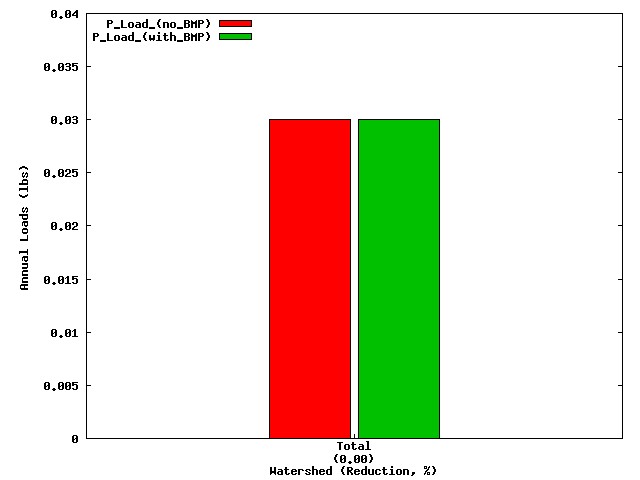 0.04
P_Load_(no_BMP)
P_Load_(with_BMP)
0.035
0.03
0.025
0.02
0.015
0.01
0.005
0
Annual Loads (lbs)
Total
(0.00)
Watershed (Reduction, %)